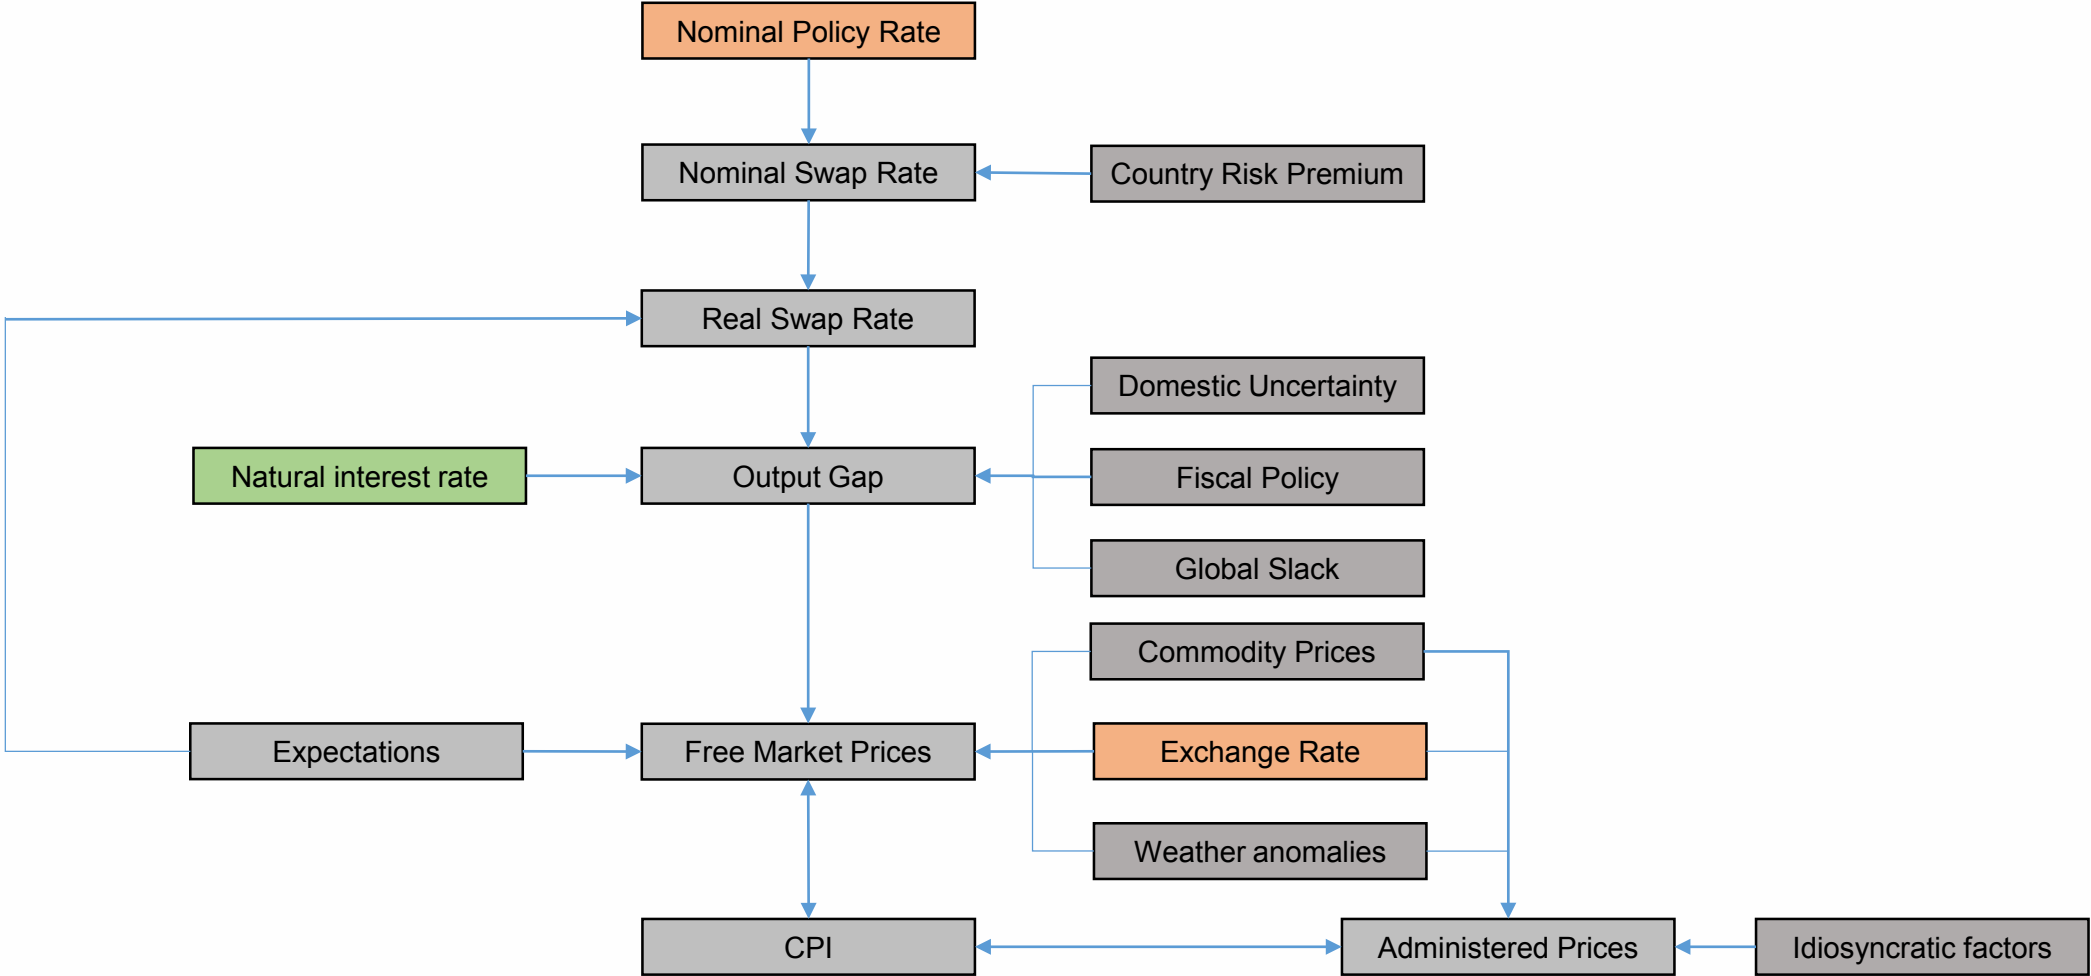 Nominal Policy Rate
Nominal Swap Rate
Country Risk Premium
Real Swap Rate
Domestic Uncertainty
Natural interest rate
Output Gap
Fiscal Policy
Global Slack
Commodity Prices
Expectations
Free Market Prices
Exchange Rate
Weather anomalies
CPI
Administered Prices
Idiosyncratic factors